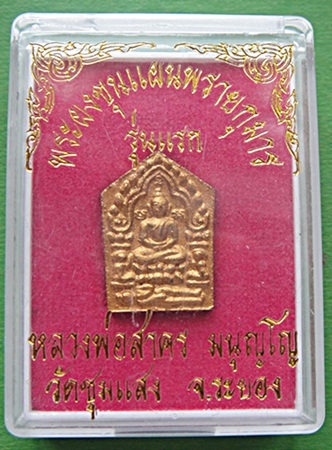 พระผงขุนแผนพรายกุมาร
รุ่นแรก
หลวงพ่อสาคร มนุญฺโญ
วัดชุมแสง จ.ระยอง